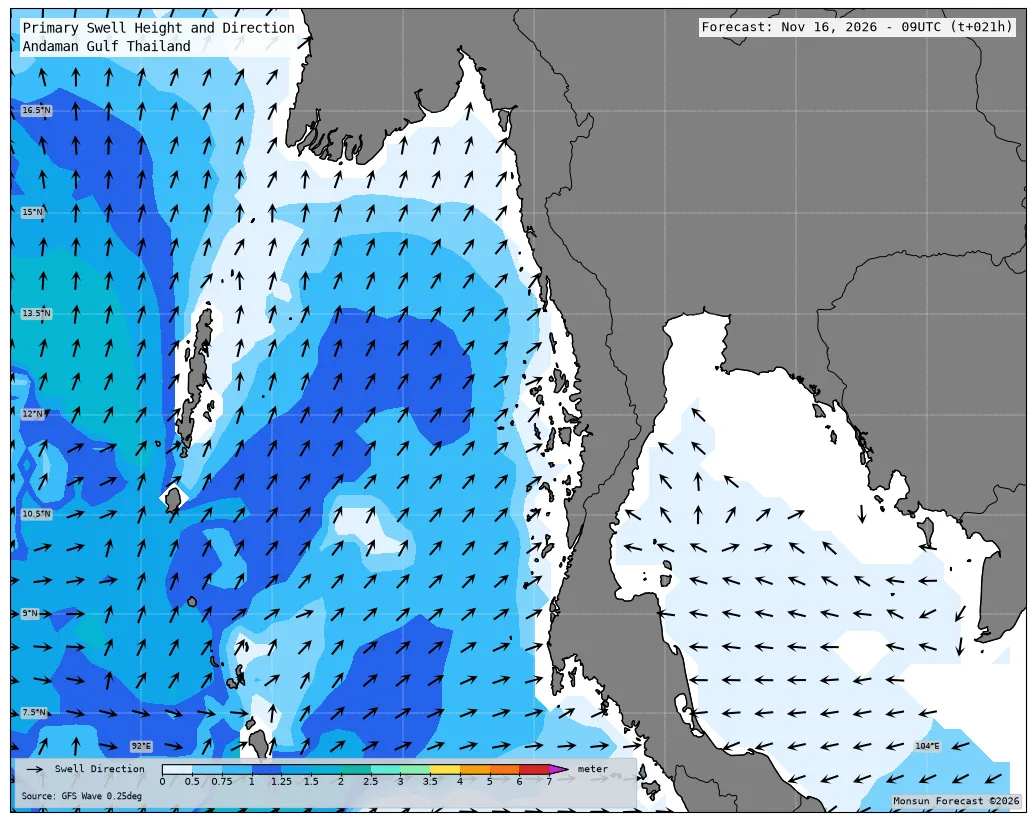 Primary Swell Height and Direction
Andaman Gulf Thailand
Forecast: Nov 16, 2026 - 09UTC (t+021h)
16.5°N
15°N
13.5°N
12°N
10.5°N
9°N
7.5°N
92°E
104°E
Swell Direction
meter
0 0.5 0.75 1 1.25 1.5 2 2.5 3 3.5 4 5 6 7
Source: GFS Wave 0.25deg
Monsun Forecast ©2026